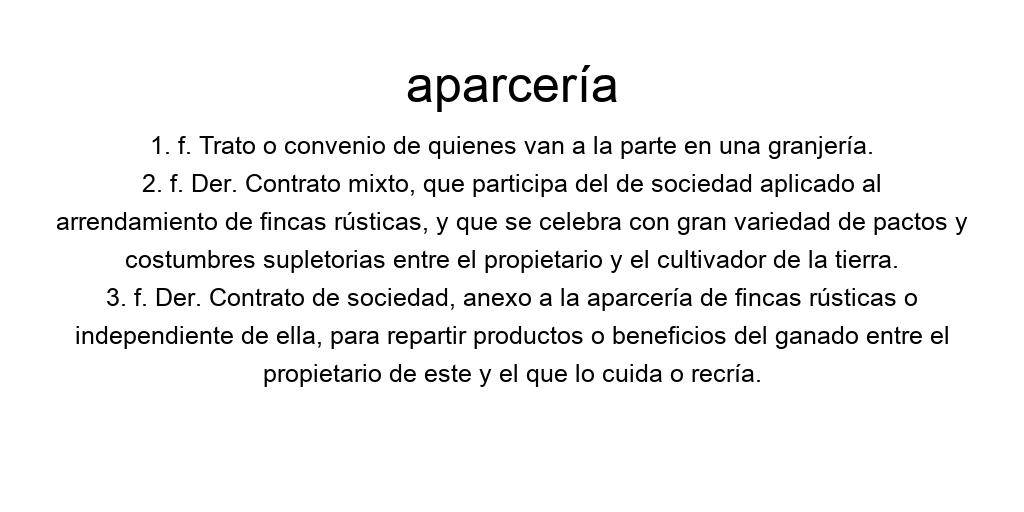 aparcería
1. f. Trato o convenio de quienes van a la parte en una granjería.
2. f. Der. Contrato mixto, que participa del de sociedad aplicado al
arrendamiento de fincas rústicas, y que se celebra con gran variedad de pactos y
costumbres supletorias entre el propietario y el cultivador de la tierra.
3. f. Der. Contrato de sociedad, anexo a la aparcería de fincas rústicas o
independiente de ella, para repartir productos o beneficios del ganado entre el
propietario de este y el que lo cuida o recría.